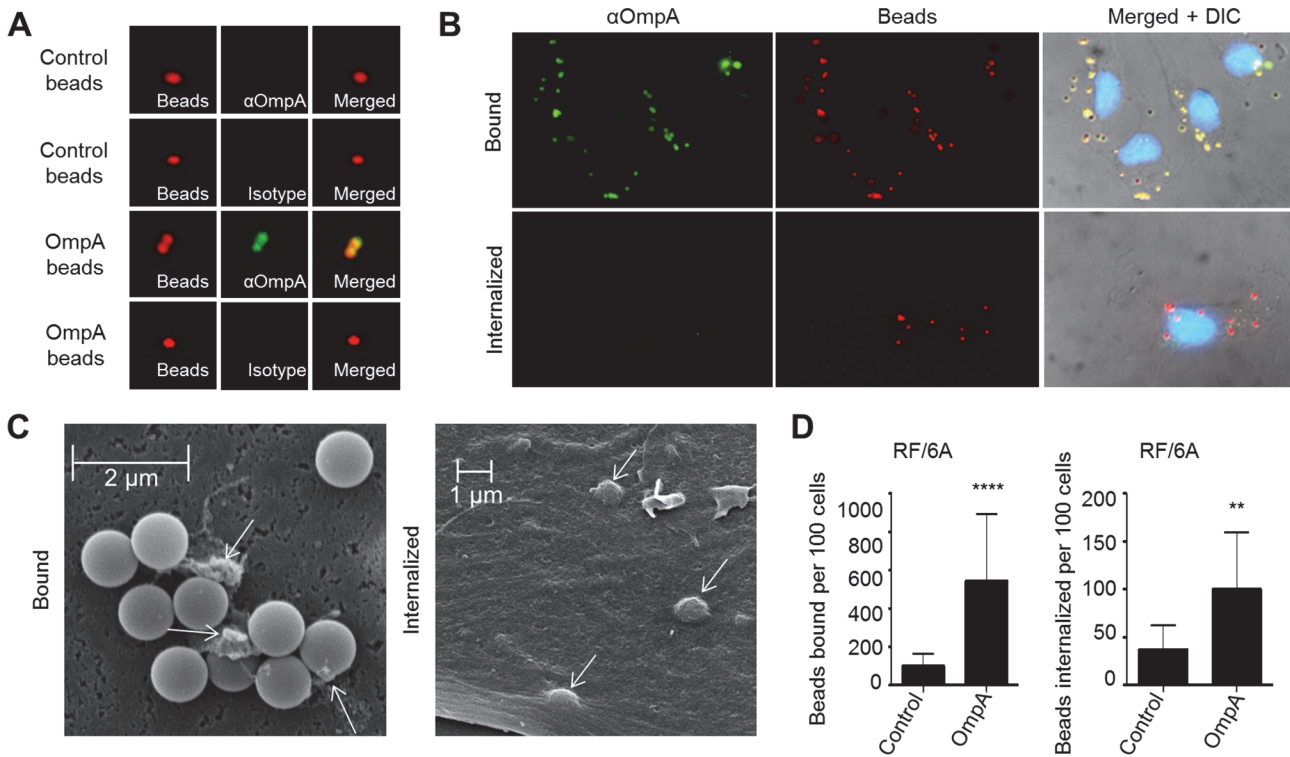 A
Control
beads
Beads
αOmpA
Merged
Control
beads
Beads
Isotype
Merged
OmpA
beads
Beads
αOmpA
Merged
OmpA
beads
Beads
Isotype
Merged
B
αOmpA
Beads
Merged + DIC
Bound
Internalized
C
Bound
2 μm
Internalized
1 μm
D
RF/6A
Beads bound per 100 cells
1000
800
600
400
200
0
****
Control
OmpA
RF/6A
Beads internalized per 100 cells
200
150
100
50
0
**
Control
OmpA